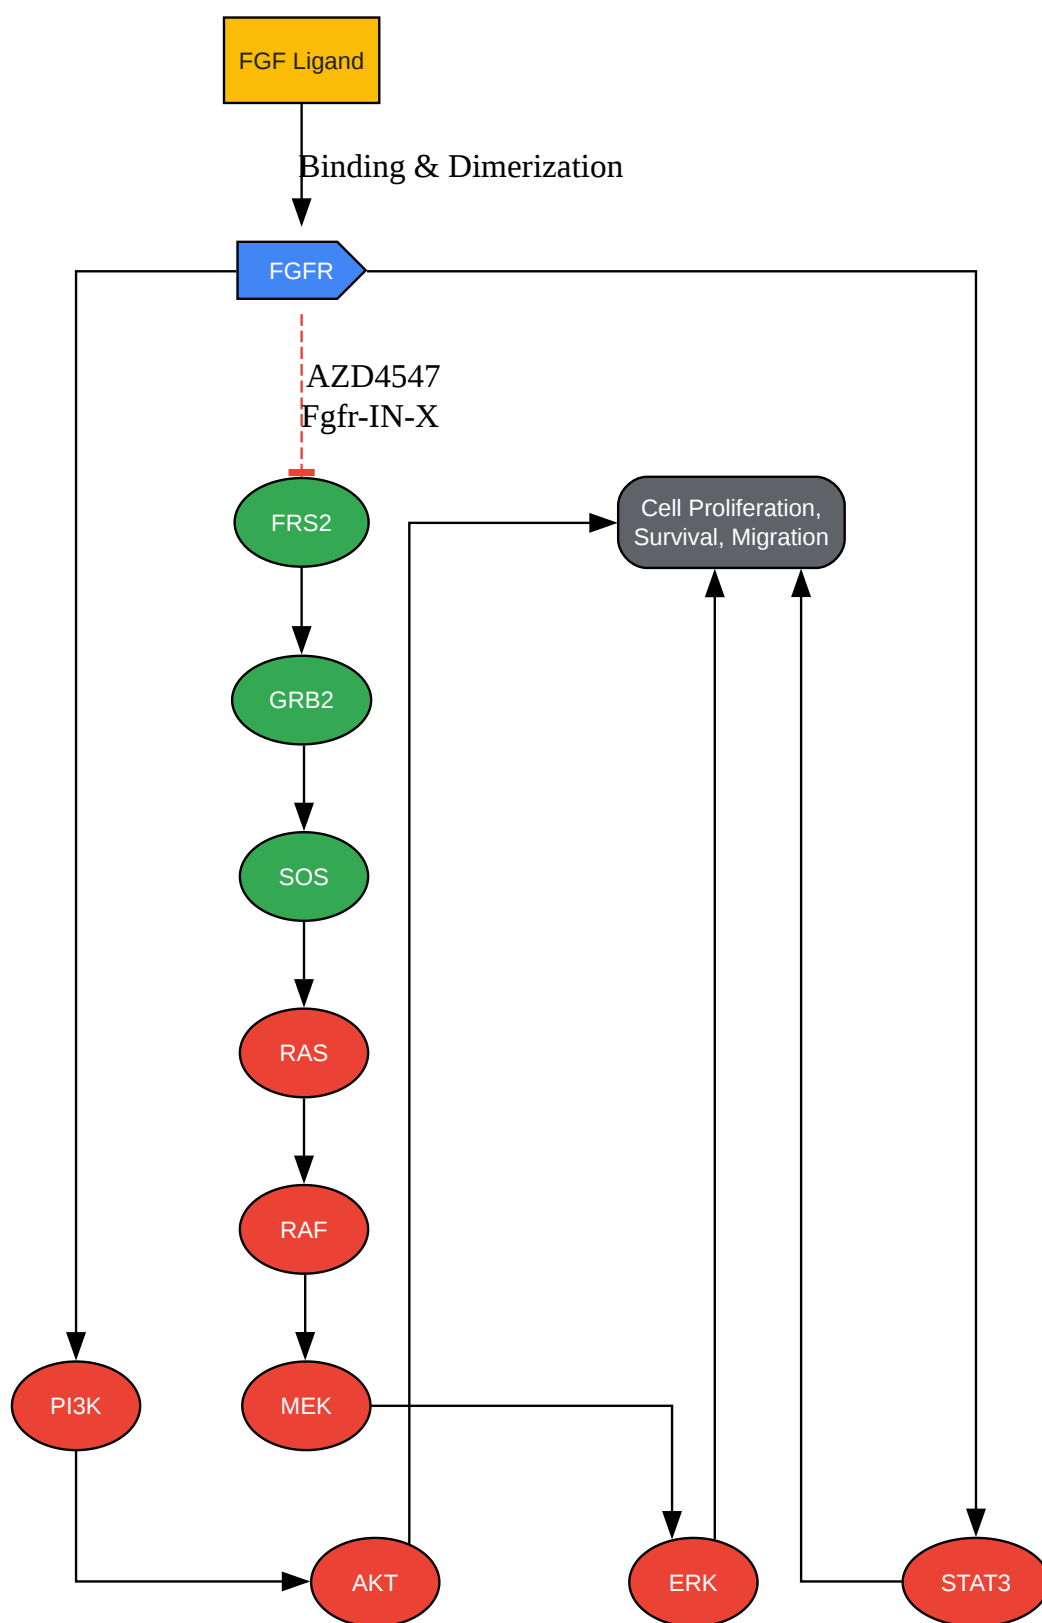 FGF Ligand
Binding & Dimerization
FGFR
AZD4547
Fgfr-IN-X
FRS2
Cell Proliferation,
Survival, Migration
GRB2
SOS
RAS
RAF
PI3K
MEK
AKT
ERK
STAT3